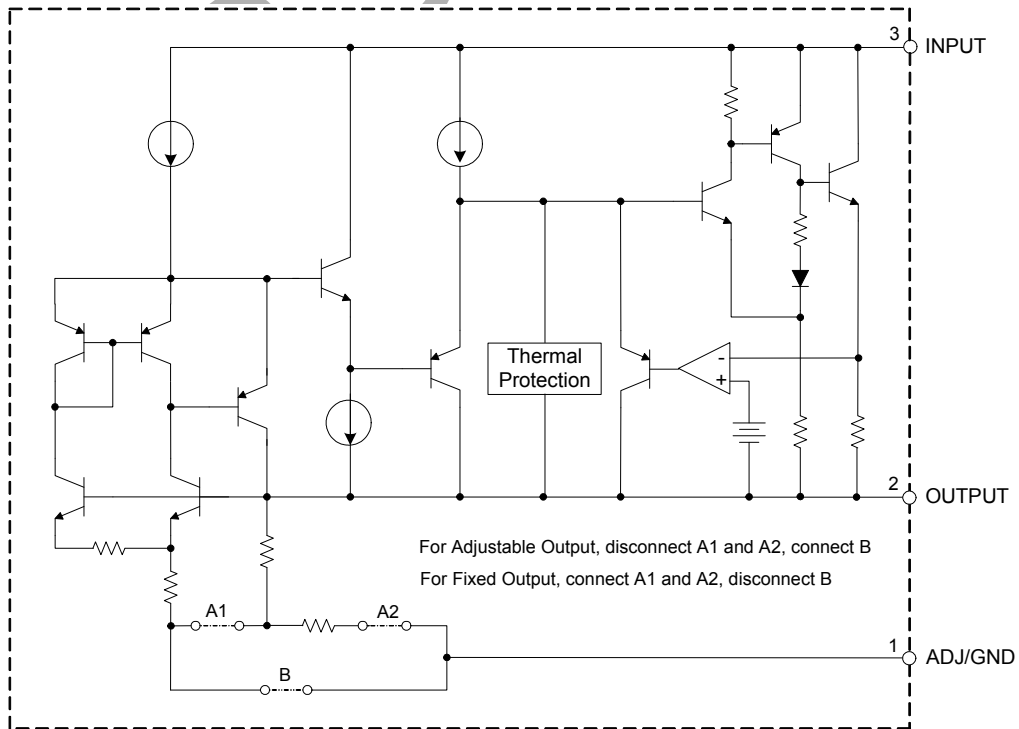 3 INPUT
Thermal
Protection
-
+
2 OUTPUT
For Adjustable Output, disconnect A1 and A2, connect B
For Fixed Output, connect A1 and A2, disconnect B
A1 A2
1 ADJ/GND
B